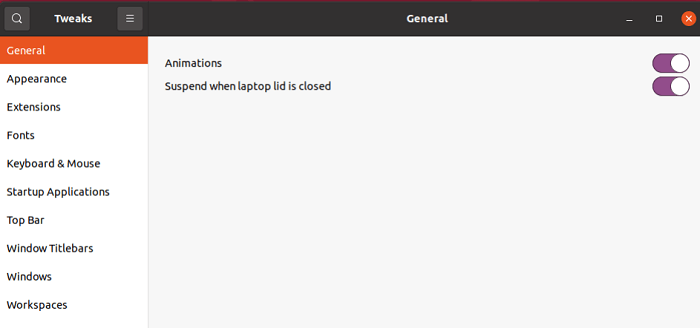 Tweaks
General
General
Appearance
Extensions
Fonts
Keyboard & Mouse
Startup Applications
Top Bar
Window Titlebars
Windows
Workspaces
Animations
Suspend when laptop lid is closed